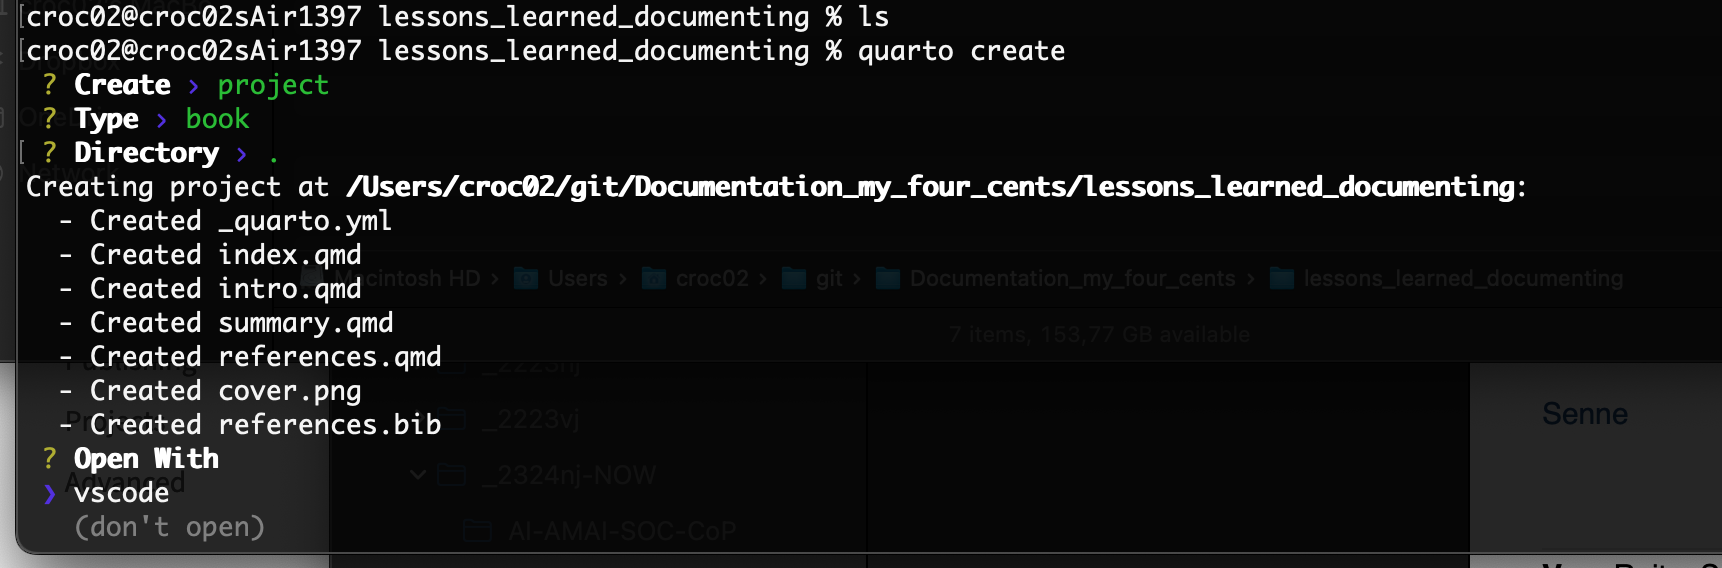 [croc02@croc02sAir1397 lessons_learned_documenting % ls
[croc02@croc02sAir1397 lessons_learned_documenting % quarto create
? Create › project
? Type › book
[ ? Directory › .
Creating project at /Users/croc02/git/Documentation_my_four_cents/lessons_learned_documenting:
- Created _quarto.yml
- Created index.qmd
Macintosh HD › Users › croc02 › git › Documentation_my_four_cents › lessons_learned_documenting
- Created intro.qmd
- Created summary.qmd
7 items, 153,77 GB available
- Created references.qmd
_2223nj
- Created cover.png
- Created references.bib
_2223vj
Senne
? Open With
_2324nj-NOW
Advanced
❯ vscode
(don't open)
AI-AMAI-SOC-CoP